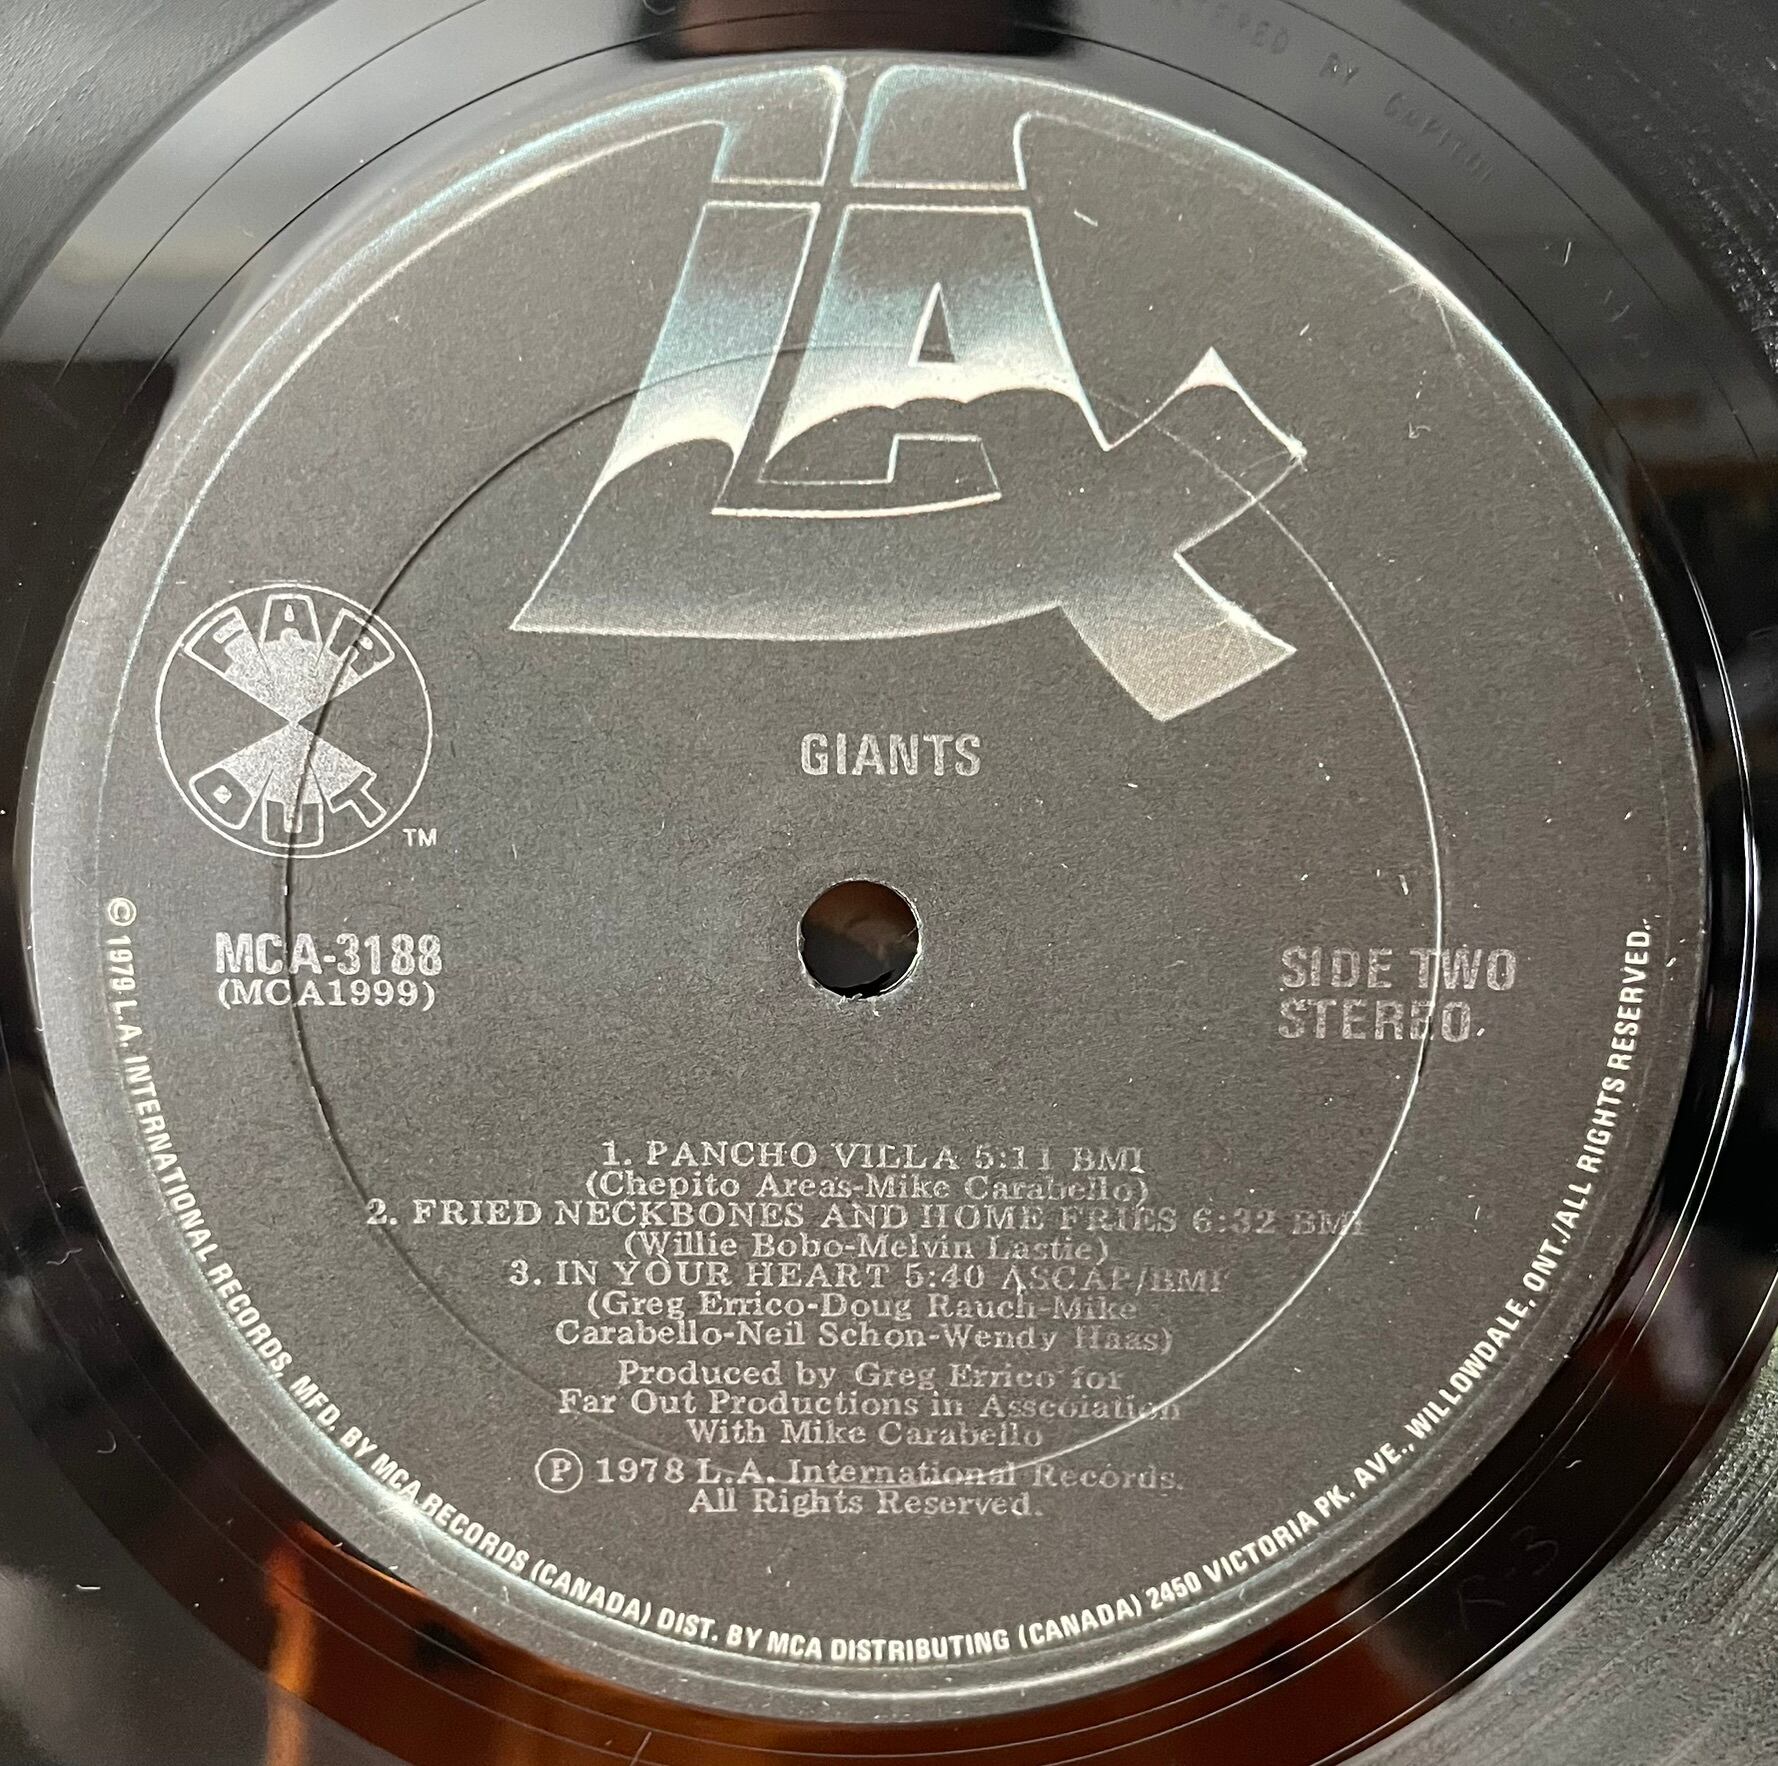 MASTERED BY CAPITOL
LA
FAR
OUT
TM
GIANTS
MCA-3188
(MCA1999)
SIDE TWO
STEREO
1. PANCHO VILLA 5:11 BMI
(Chepito Areas-Mike Carabello)
2. FRIED NECKBONES AND HOME FRIES 6:32 BMI
(Willie Bobo-Melvin Lastie)
3. IN YOUR HEART 5:40 ASCAP/BMI
(Greg Errico-Doug Rauch-Mike
Carabello-Neil Schon-Wendy Haas)
Produced by Greg Errico for
Far Out Productions in Asscoiation
With Mike Carabello
Ⓟ 1978 L.A. International Records.
All Rights Reserved.
© 1979 L.A. INTERNATIONAL RECORDS. MFD. BY MCA RECORDS (CANADA) DIST. BY MCA DISTRIBUTING (CANADA) 2450 VICTORIA PK. AVE., WILLOWDALE, ONT./ALL RIGHTS RESERVED.